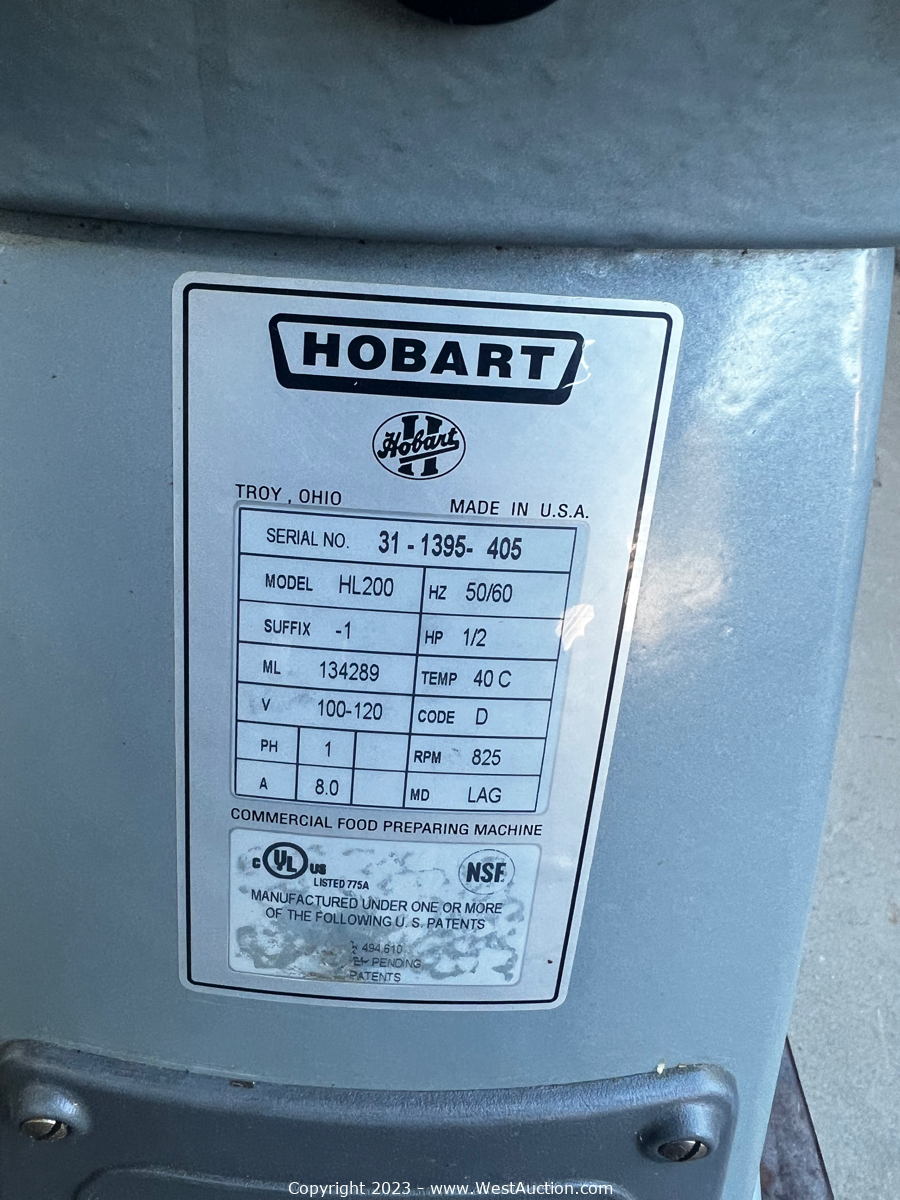 HOBART
Hobart
TROY, OHIO MADE IN U.S.A.
SERIAL NO. 31-1395-405
MODEL HL200 HZ 50/60
SUFFIX -1 HP 1/2
ML 134289 TEMP 40 C
V 100-120 CODE D
PH 1 RPM 825
A 8.0 MD LAG
COMMERCIAL FOOD PREPARING MACHINE
C UL US NSF
LISTED 775A
MANUFACTURED UNDER ONE OR MORE
OF THE FOLLOWING U. S. PATENTS
494,610
PENDING
PATENTS
Copyright 2023 - www.WestAuction.com